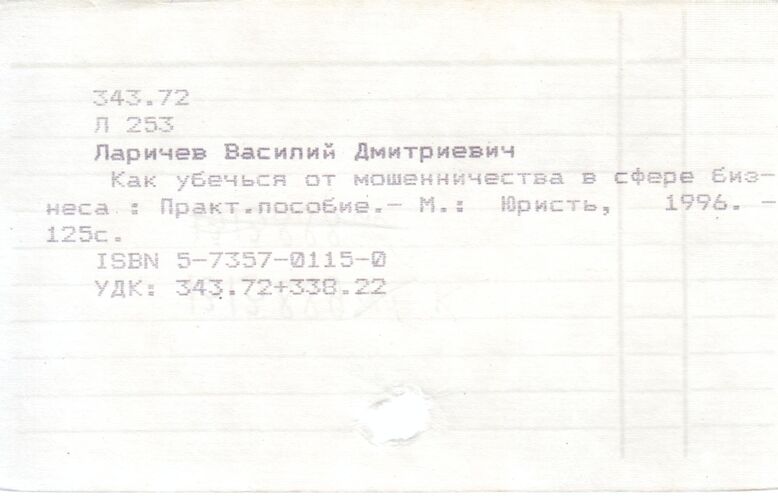 343.72
Л 253
Ларичев Василий Дмитриевич
Как убечься от мошенничества в сфере биз-
неса : Практ.пособие.- М.: Юристь, 1996. -
125с.
ISBN 5-7357-0115-0
УДК: 343.72+338.22